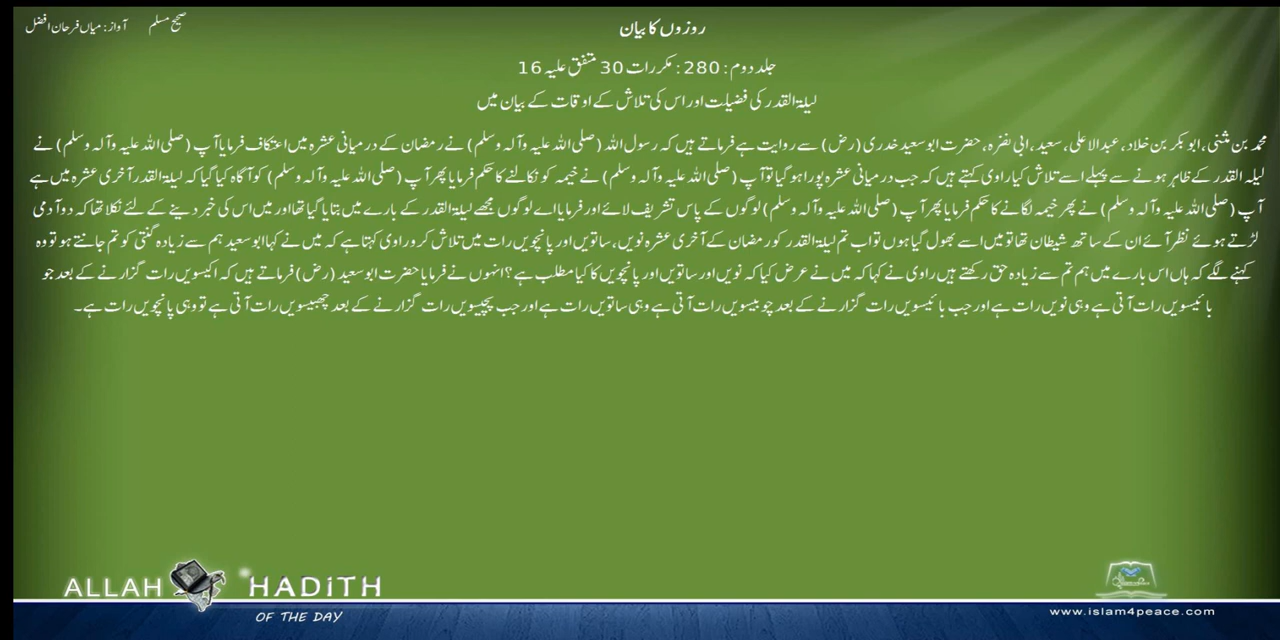 روزوں کا بیان
صحیح مسلم آواز: میاں فرحان افضل
جلد دوم : 280 : مکررات 30 متفق علیہ 16
لیلۃ القدر کی فضیلت اور اس کی تلاش کے اوقات کے بیان میں
محمد بن مثنی، ابوبکر بن خلاد، عبدالاعلی، سعید، ابی نضرہ، حضرت ابوسعید خدری (رض) سے روایت ہے فرماتے ہیں کہ رسول اللہ (صلی اللہ علیہ وآلہ وسلم) نے رمضان کے درمیانی عشرہ میں اعتکاف فرمایا آپ (صلی اللہ علیہ وآلہ وسلم) نے
لیلہ القدر کے ظاہر ہونے سے پہلے اسے تلاش کیا راوی کہتے ہیں کہ جب درمیانی عشرہ پورا ہوگیا تو آپ (صلی اللہ علیہ وآلہ وسلم) نے خیمہ کو نکالنے کا حکم فرمایا پھر آپ (صلی اللہ علیہ وآلہ وسلم) کو آگاہ کیا گیا کہ لیلۃ القدر آخری عشرہ میں ہے
آپ (صلی اللہ علیہ وآلہ وسلم) نے پھر خیمہ لگانے کا حکم فرمایا پھر آپ (صلی اللہ علیہ وآلہ وسلم) لوگوں کے پاس تشریف لائے اور فرمایا اے لوگوں مجھے لیلۃ القدر کے بارے میں بتایا گیا تھا اور میں اس کی خبر دینے کے لئے نکلا تھا کہ دو آدمی
لڑتے ہوئے نظر آئے ان کے ساتھ شیطان تھا تو میں اسے بھول گیا ہوں تو اب تم لیلۃ القدر کو رمضان کے آخری عشرہ نویں، ساتویں اور پانچویں رات میں تلاش کرو راوی کہتا ہے کہ میں نے کہا ابوسعید ہم سے زیادہ گنتی کو تم جانتے ہو تو وہ
کہنے لگے کہ ہاں اس بارے میں ہم تم سے زیادہ حق رکھتے ہیں راوی نے کہا کہ میں نے عرض کیا کہ نویں اور ساتویں اور پانچویں کا کیا مطلب ہے؟ انہوں نے فرمایا حضرت ابوسعید (رض) فرماتے ہیں کہ اکیسویں رات گزارنے کے بعد جو
بائیسویں رات آتی ہے وہی نویں رات ہے اور جب بائیسویں رات گزارنے کے بعد چوبیسویں رات آتی ہے وہی ساتویں رات ہے اور جب پچیسویں رات گزارنے کے بعد چھبیسویں رات آتی ہے تو وہی پانچویں رات ہے۔
ALLAH HADITH
OF THE DAY
www.islam4peace.com